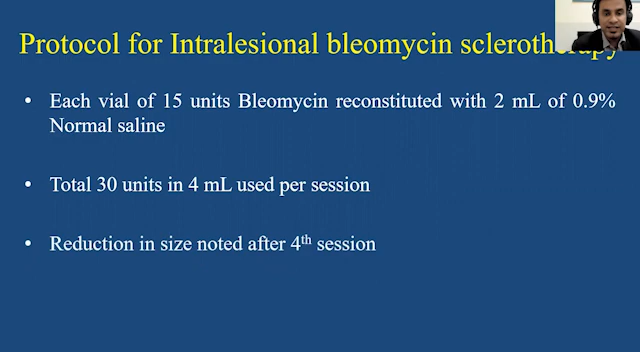 Protocol for Intralesional bleomycin sclerotherapy
• Each vial of 15 units Bleomycin reconstituted with 2 mL of 0.9%
Normal saline
• Total 30 units in 4 mL used per session
• Reduction in size noted after 4th session